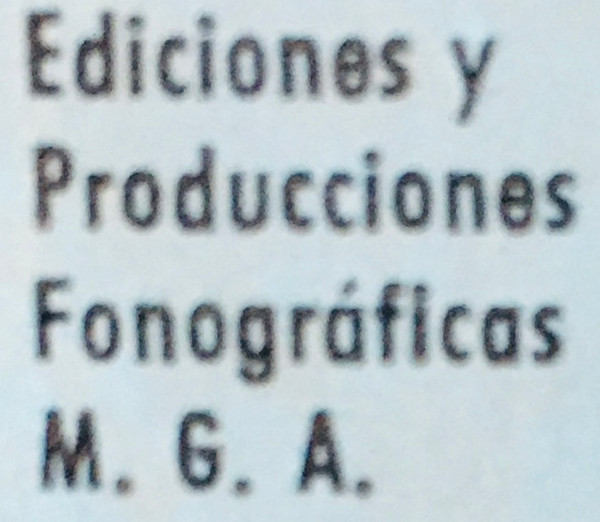 Ediciones y
Producciones
Fonográficas
M. G. A.